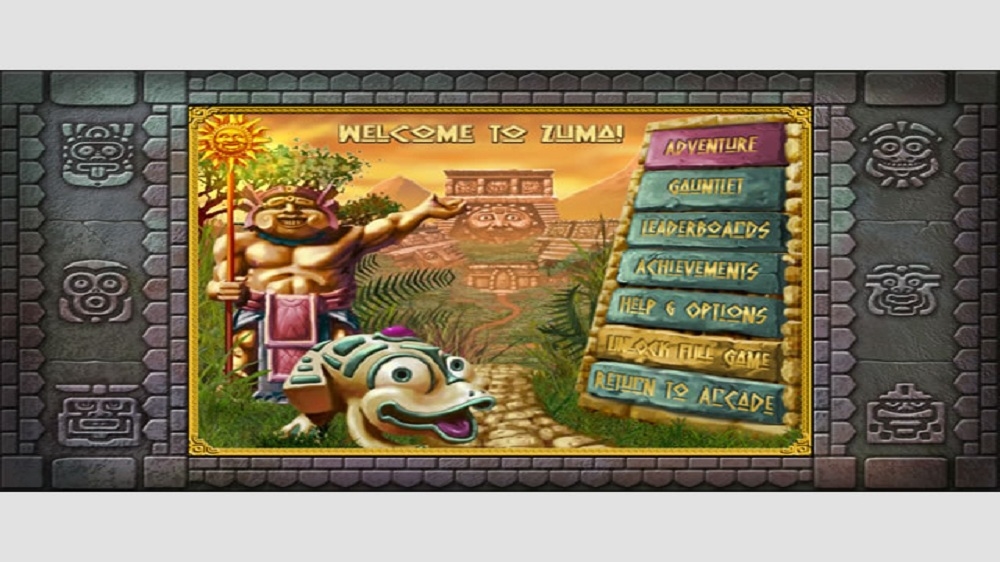 WELCOME TO ZUMA!
ADVENTURE
GAUNTLET
LEADERBOARDS
ACHIEVEMENTS
HELP & OPTIONS
UNLOCK FULL GAME
RETURN TO ARCADE